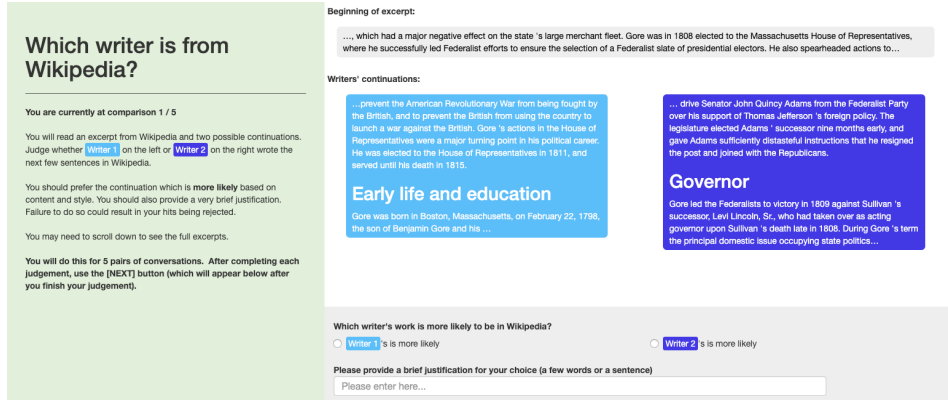 Which writer is from
Wikipedia?
You are currently at comparison 1 / 5
You will read an excerpt from Wikipedia and two possible continuations.
Judge whether Writer 1 on the left or Writer 2 on the right wrote the
next few sentences in Wikipedia.
You should prefer the continuation which is more likely based on
content and style. You should also provide a very brief justification.
Failure to do so could result in your hits being rejected.
You may need to scroll down to see the full excerpts.
You will do this for 5 pairs of conversations. After completing each
judgement, use the [NEXT] button (which will appear below after
you finish your judgement).
Beginning of excerpt:
…, which had a major negative effect on the state 's large merchant fleet. Gore was in 1808 elected to the Massachusetts House of Representatives,
where he successfully led Federalist efforts to ensure the selection of a Federalist slate of presidential electors. He also spearheaded actions to…
Writers' continuations:
…prevent the American Revolutionary War from being fought by
the British, and to prevent the British from using the country to
launch a war against the British. Gore 's actions in the House of
Representatives were a major turning point in his political career.
He was elected to the House of Representatives in 1811, and
served until his death in 1815.
Early life and education
Gore was born in Boston, Massachusetts, on February 22, 1798,
the son of Benjamin Gore and his …
… drive Senator John Quincy Adams from the Federalist Party
over his support of Thomas Jefferson 's foreign policy. The
legislature elected Adams ' successor nine months early, and
gave Adams sufficiently distasteful instructions that he resigned
the post and joined with the Republicans.
Governor
Gore led the Federalists to victory in 1809 against Sullivan 's
successor, Levi Lincoln, Sr., who had taken over as acting
governor upon Sullivan 's death late in 1808. During Gore 's term
the principal domestic issue occupying state politics…
Which writer's work is more likely to be in Wikipedia?
Writer 1 's is more likely
Writer 2 's is more likely
Please provide a brief justification for your choice (a few words or a sentence)
Please enter here...